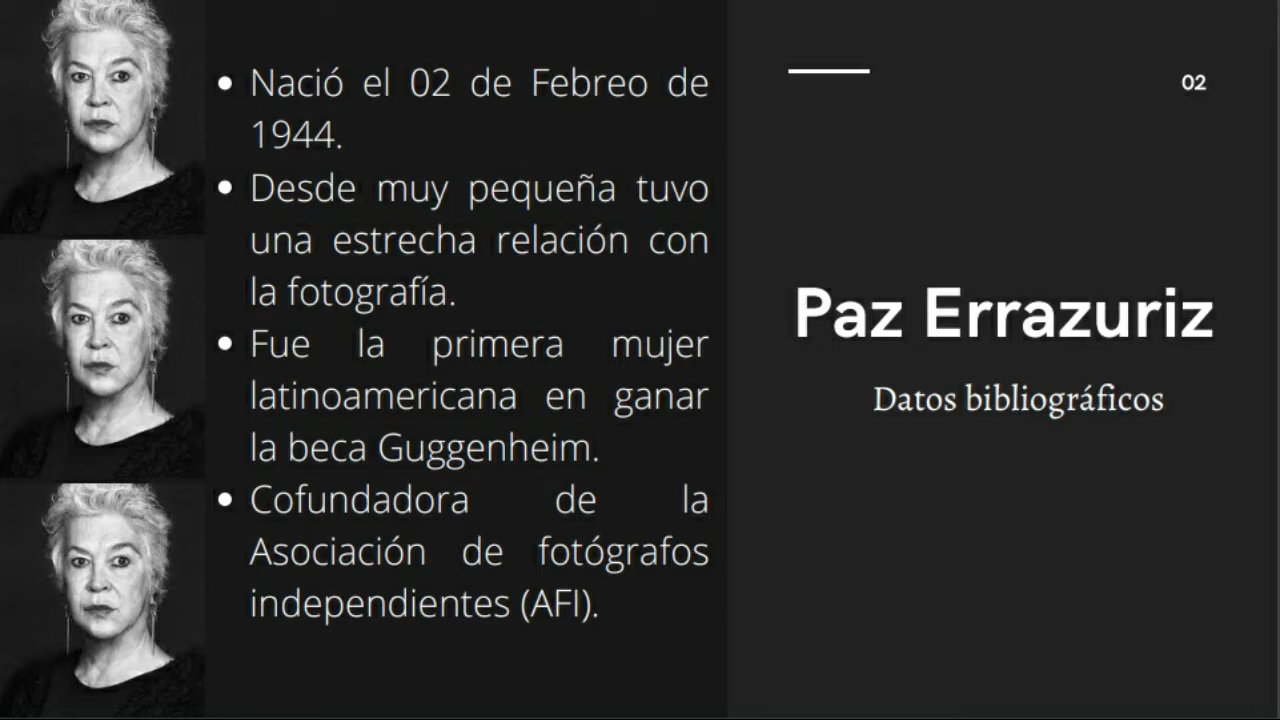 Nació el 02 de Febreo de
1944.
Desde muy pequeña tuvo
una estrecha relación con
la fotografía.
Fue la primera mujer
latinoamericana en ganar
la beca Guggenheim.
Cofundadora de la
Asociación de fotógrafos
independientes (AFI).
02
Paz Errazuriz
Datos bibliográficos